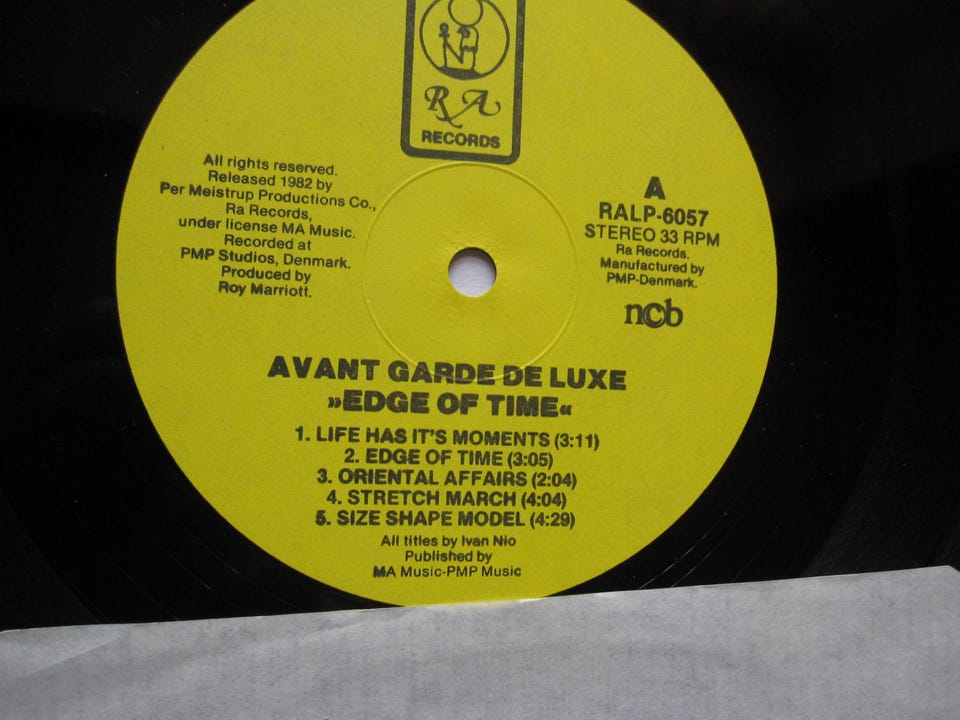 RA
RECORDS
All rights reserved.
Released 1982 by
Per Meistrup Productions Co.,
Ra Records,
under license MA Music.
Recorded at
PMP Studios, Denmark.
Produced by
Roy Marriott.
A
RALP-6057
STEREO 33 RPM
Ra Records.
Manufactured by
PMP-Denmark.
ncb
AVANT GARDE DE LUXE
»EDGE OF TIME«
1. LIFE HAS IT'S MOMENTS (3:11)
2. EDGE OF TIME (3:05)
3. ORIENTAL AFFAIRS (2:04)
4. STRETCH MARCH (4:04)
5. SIZE SHAPE MODEL (4:29)
All titles by Ivan Nio
Published by
MA Music-PMP Music